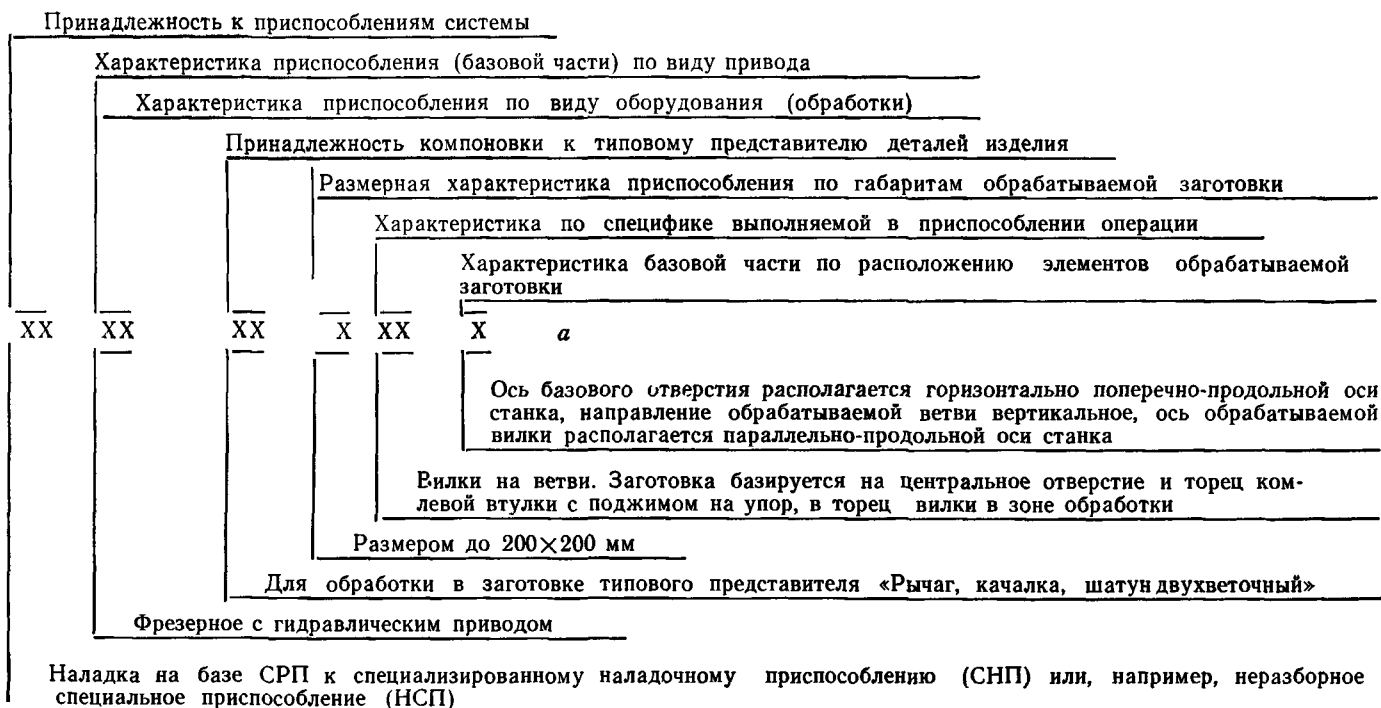 Принадлежность к приспособлениям системы
Характеристика приспособления (базовой части) по виду привода
Характеристика приспособления по виду оборудования (обработки)
Принадлежность компоновки к типовому представителю деталей изделия
Размерная характеристика приспособления по габаритам обрабатываемой заготовки
Характеристика по специфике выполняемой в приспособлении операции
Характеристика базовой части по расположению элементов обрабатываемой
заготовки
XX XX XX X XX X а
Ось базового отверстия располагается горизонтально поперечно-продольной оси
станка, направление обрабатываемой ветви вертикальное, ось обрабатываемой
вилки располагается параллельно-продольной оси станка
Вилки на ветви. Заготовка базируется на центральное отверстие и торец ком-
левой втулки с поджимом на упор, в торец вилки в зоне обработки
Размером до 200×200 мм
Для обработки в заготовке типового представителя «Рычаг, качалка, шатун двухветочный»
Фрезерное с гидравлическим приводом
Наладка на базе СРП к специализированному наладочному приспособлению (СНП) или, например, неразборное
специальное приспособление (НСП)